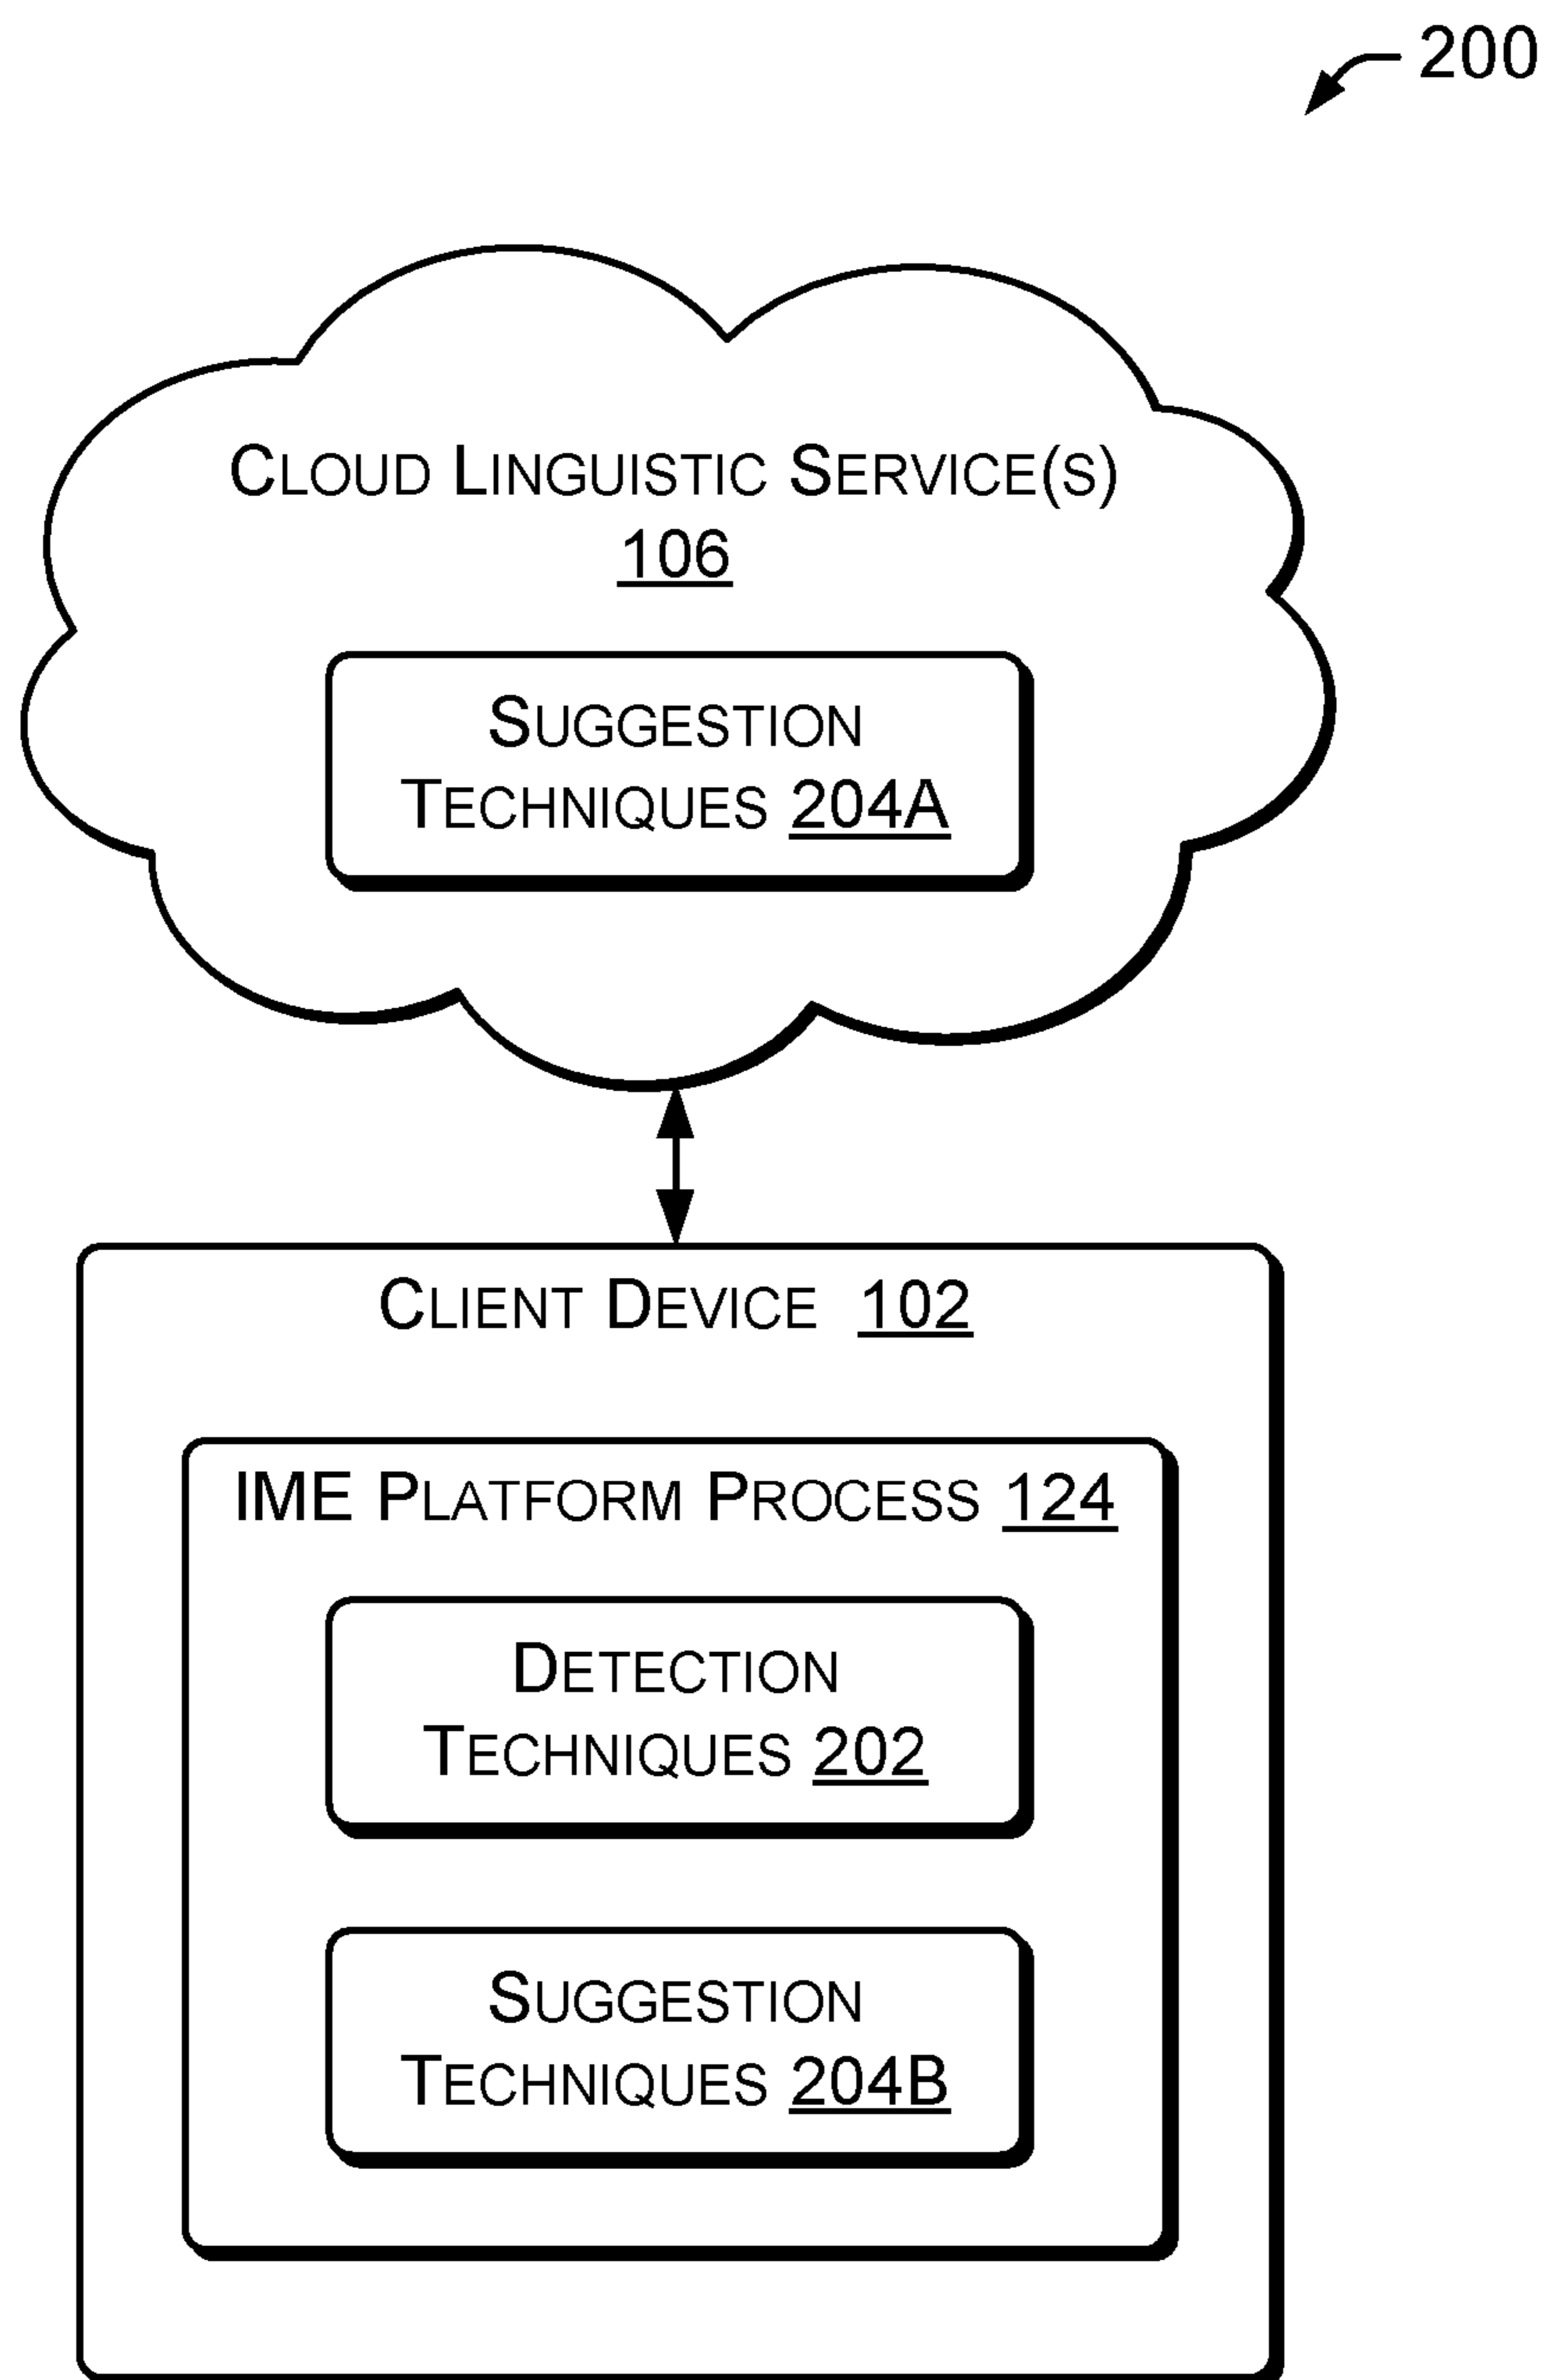 200
Cloud Linguistic Service(s)
106
Suggestion
Techniques 204A
Client Device 102
IME Platform Process 124
Detection
Techniques 202
Suggestion
Techniques 204B